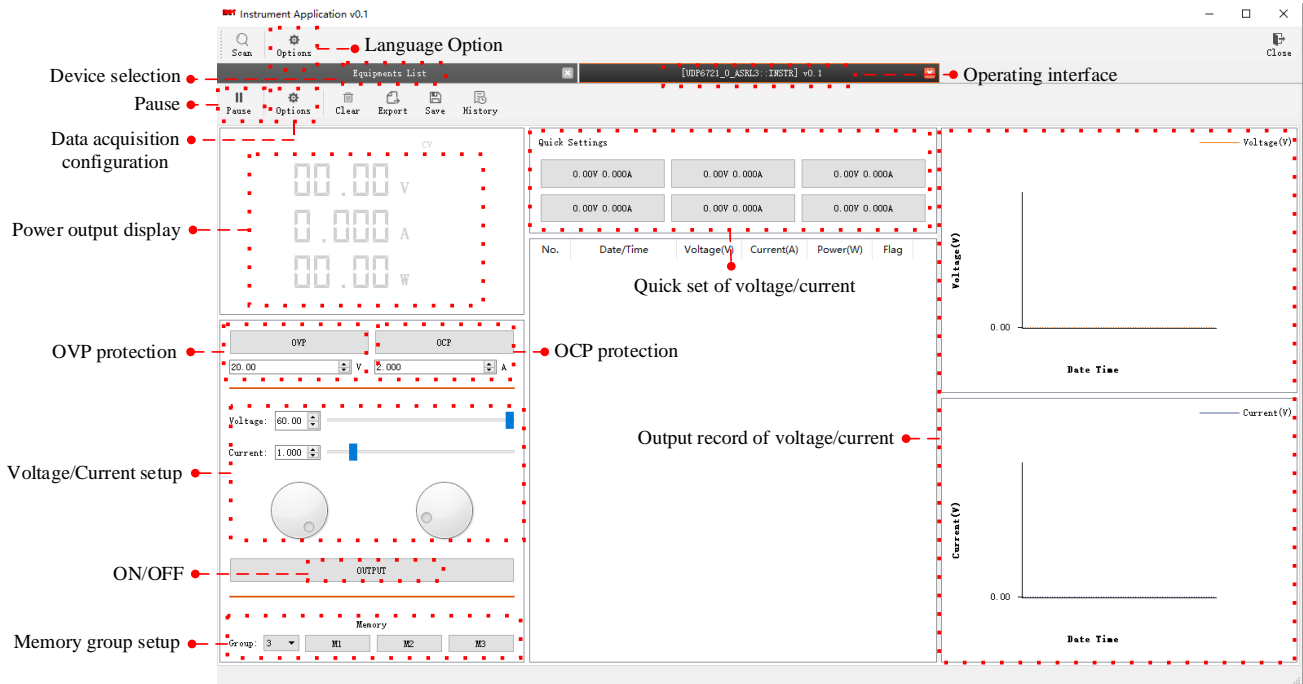 Instrument Application v0.1
Scan
Options
Language Option
Close
Device selection
Equipments List
[UDP6721_0_ASRL3::INSTR] v0.1
Operating interface
Pause
Pause
Options
Clear
Export
Save
History
Data acquisition
configuration
CV
00.00 V
0.000 A
00.00 W
Power output display
Quick Settings
0.00V 0.000A
0.00V 0.000A
0.00V 0.000A
0.00V 0.000A
0.00V 0.000A
0.00V 0.000A
No. Date/Time Voltage(V) Current(A) Power(W) Flag
Quick set of voltage/current
Voltage(V)
Voltage(V)
0.00
Date Time
OVP protection
OVP
OCP
20.00 V
2.000 A
OCP protection
Voltage: 60.00
Current: 1.000
Voltage/Current setup
Output record of voltage/current
Current(V)
Current(V)
0.00
Date Time
ON/OFF
OUTPUT
Memory group setup
Memory
Group: 3 M1 M2 M3